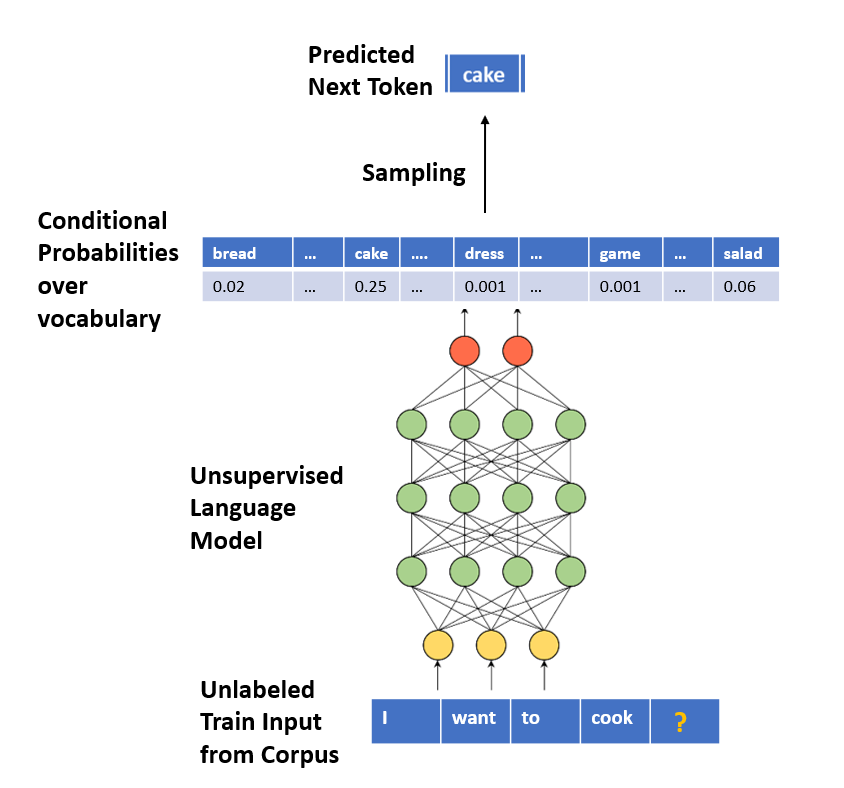 Predicted
Next Token
cake
Sampling
Conditional
Probabilities
over
vocabulary
bread ... cake .... dress ... game ... salad
0.02 ... 0.25 ... 0.001 ... 0.001 ... 0.06
Unsupervised
Language
Model
Unlabeled
Train Input
from Corpus
I want to cook ?